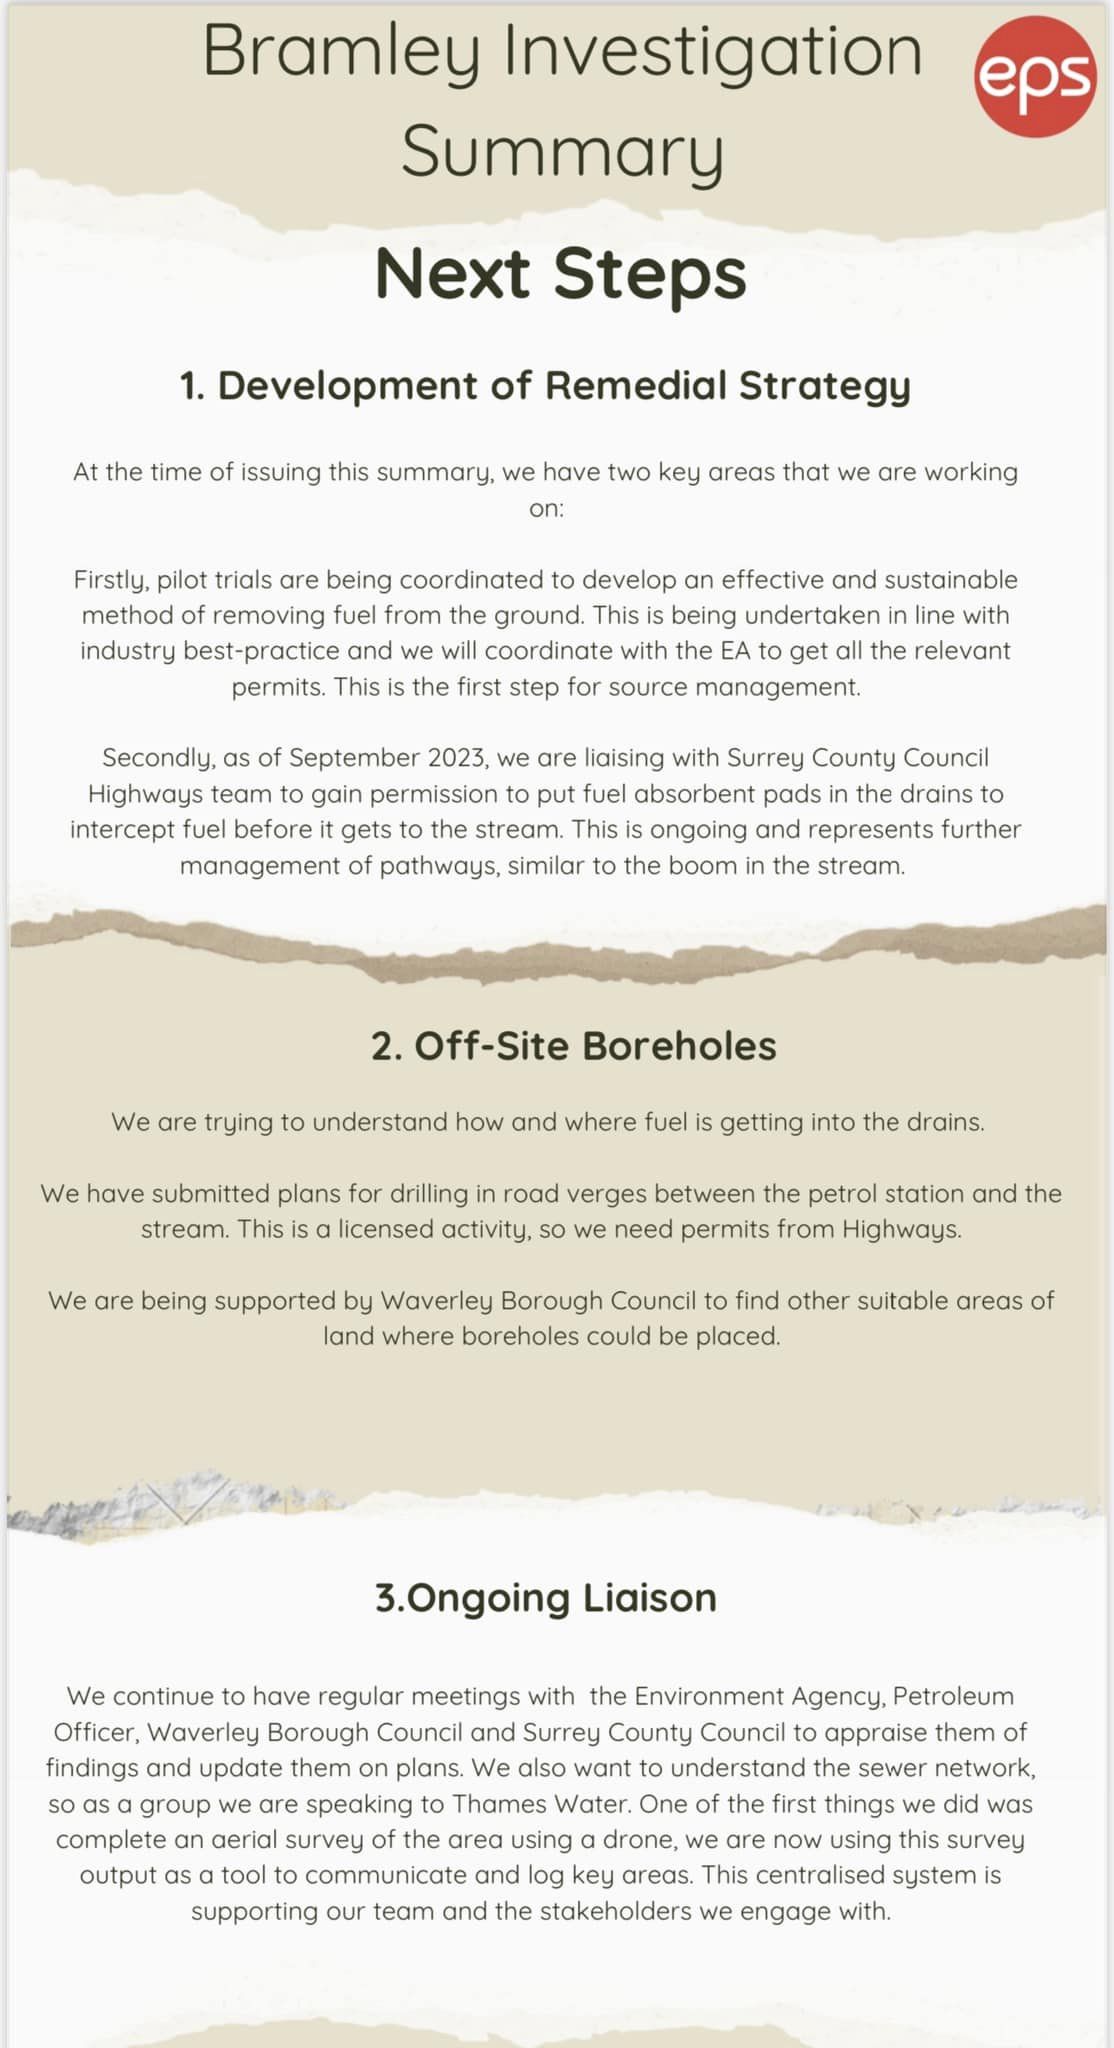 Bramley Investigation
Summary
eps
Next Steps
1. Development of Remedial Strategy
At the time of issuing this summary, we have two key areas that we are working
on:
Firstly, pilot trials are being coordinated to develop an effective and sustainable
method of removing fuel from the ground. This is being undertaken in line with
industry best-practice and we will coordinate with the EA to get all the relevant
permits. This is the first step for source management.
Secondly, as of September 2023, we are liaising with Surrey County Council
Highways team to gain permission to put fuel absorbent pads in the drains to
intercept fuel before it gets to the stream. This is ongoing and represents further
management of pathways, similar to the boom in the stream.
2. Off-Site Boreholes
We are trying to understand how and where fuel is getting into the drains.
We have submitted plans for drilling in road verges between the petrol station and the
stream. This is a licensed activity, so we need permits from Highways.
We are being supported by Waverley Borough Council to find other suitable areas of
land where boreholes could be placed.
3.Ongoing Liaison
We continue to have regular meetings with  the Environment Agency, Petroleum
Officer, Waverley Borough Council and Surrey County Council to appraise them of
findings and update them on plans. We also want to understand the sewer network,
so as a group we are speaking to Thames Water. One of the first things we did was
complete an aerial survey of the area using a drone, we are now using this survey
output as a tool to communicate and log key areas. This centralised system is
supporting our team and the stakeholders we engage with.